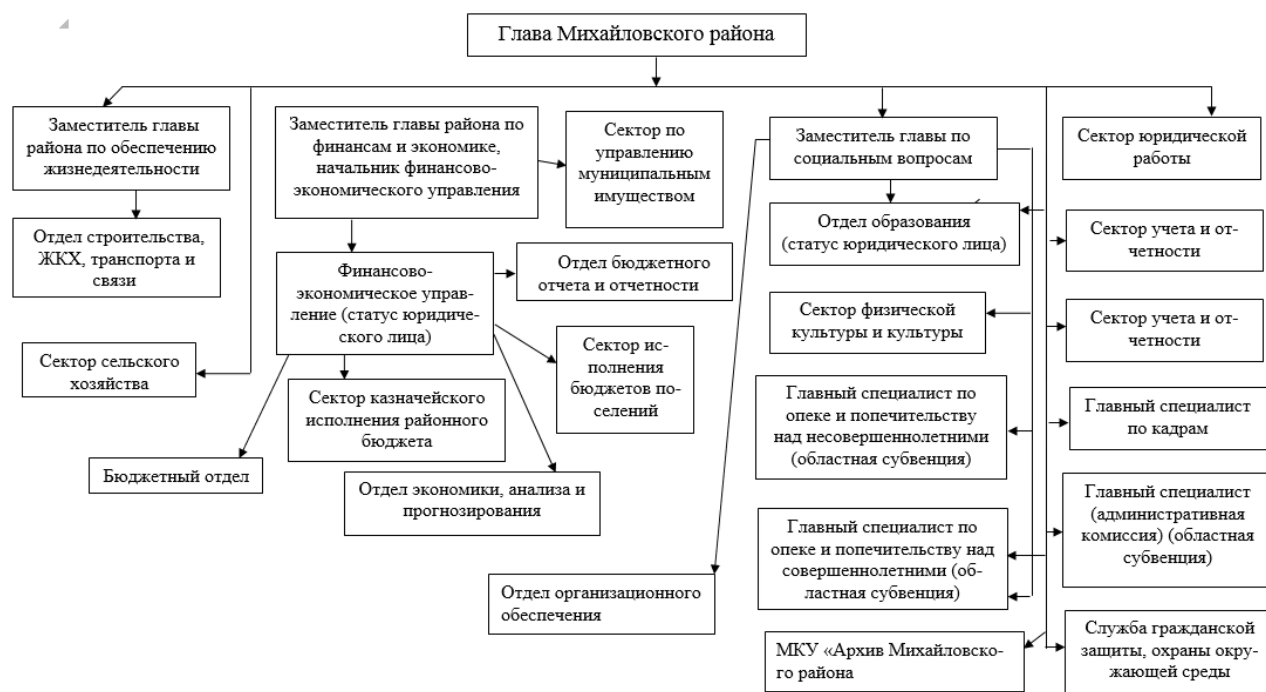 Глава Михайловского района
Заместитель главы
района по обеспечению
жизнедеятельности
Заместитель главы района по
финансам и экономике,
начальник финансово-
экономического управления
Сектор по
управлению
муниципальным
имуществом
Заместитель главы по
социальным вопросам
Сектор юридической
работы
Отдел строительства,
ЖКХ, транспорта и
связи
Финансово-
экономическое управ-
ление (статус юридиче-
ского лица)
Отдел бюджетного
отчета и отчетности
Отдел образования
(статус юридического лица)
Сектор учета и от-
четности
Сектор физической
культуры и культуры
Сектор учета и от-
четности
Сектор сельского
хозяйства
Сектор казначейского
исполнения районного
бюджета
Сектор ис-
полнения
бюджетов по-
селений
Главный специалист по
опеке и попечительству
над несовершеннолетними
(областная субвенция)
Главный специалист
по кадрам
Бюджетный отдел
Отдел экономики, анализа и
прогнозирования
Главный специалист по
опеке и попечительству над
совершеннолетними (об-
ластная субвенция)
Главный специалист
(административная
комиссия) (областная
субвенция)
Отдел организационного
обеспечения
МКУ «Архив Михайловско-
го района
Служба гражданской
защиты, охраны окру-
жающей среды